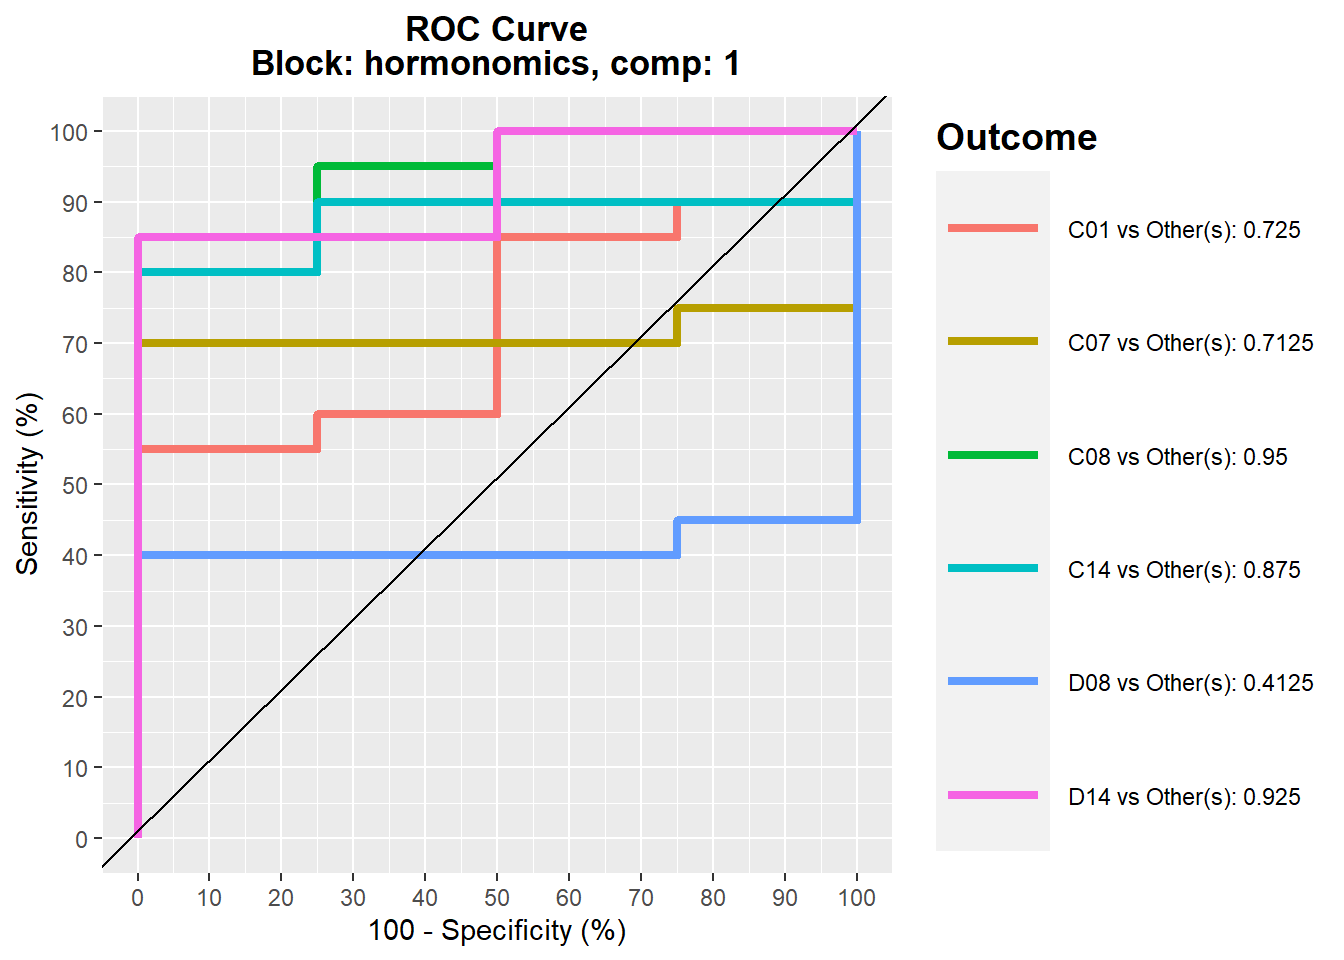 ROC Curve
Block: hormonomics, comp: 1
100
90
80
70
60
50
40
30
20
10
0
Sensitivity (%)
0 10 20 30 40 50 60 70 80 90 100
100 - Specificity (%)
Outcome
C01 vs Other(s): 0.725
C07 vs Other(s): 0.7125
C08 vs Other(s): 0.95
C14 vs Other(s): 0.875
D08 vs Other(s): 0.4125
D14 vs Other(s): 0.925